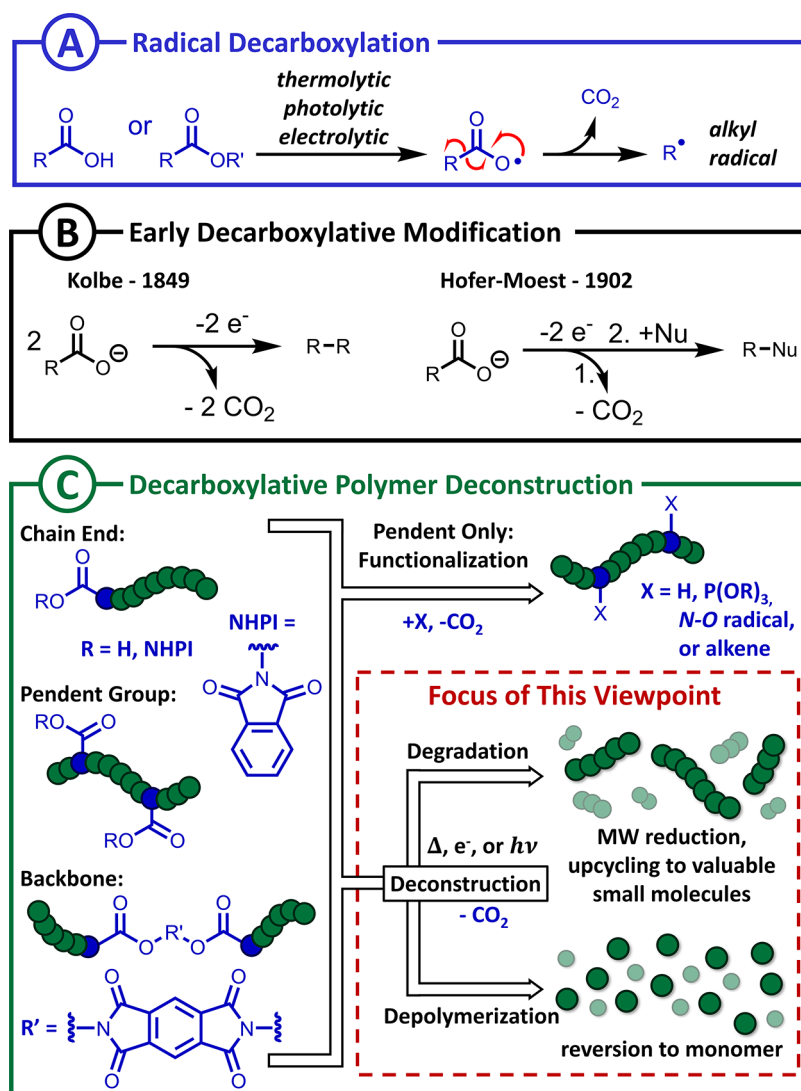 A Radical Decarboxylation
thermolytic
photolytic
electrolytic
O
R
OH
or
O
R
OR'
O
R
O•
CO2
R•
alkyl
radical
B Early Decarboxylative Modification
Kolbe - 1849
2
O
R
O⊖
-2 e-
- 2 CO2
R–R
Hofer-Moest - 1902
O
R
O⊖
-2 e- 2. +Nu
1.
- CO2
R–Nu
C Decarboxylative Polymer Deconstruction
Chain End:
O
RO
R = H, NHPI
NHPI =
N
O
O
Pendent Only:
Functionalization
+X, -CO2
X
X
X = H, P(OR)3,
N-O radical,
or alkene
Pendent Group:
RO
O
RO
O
Backbone:
O
O
R'
O
O
R' =
O
O
N
N
O
O
Focus of This Viewpoint
Degradation
Δ, e-, or hν
Deconstruction
- CO2
MW reduction,
upcycling to valuable
small molecules
Depolymerization
reversion to monomer